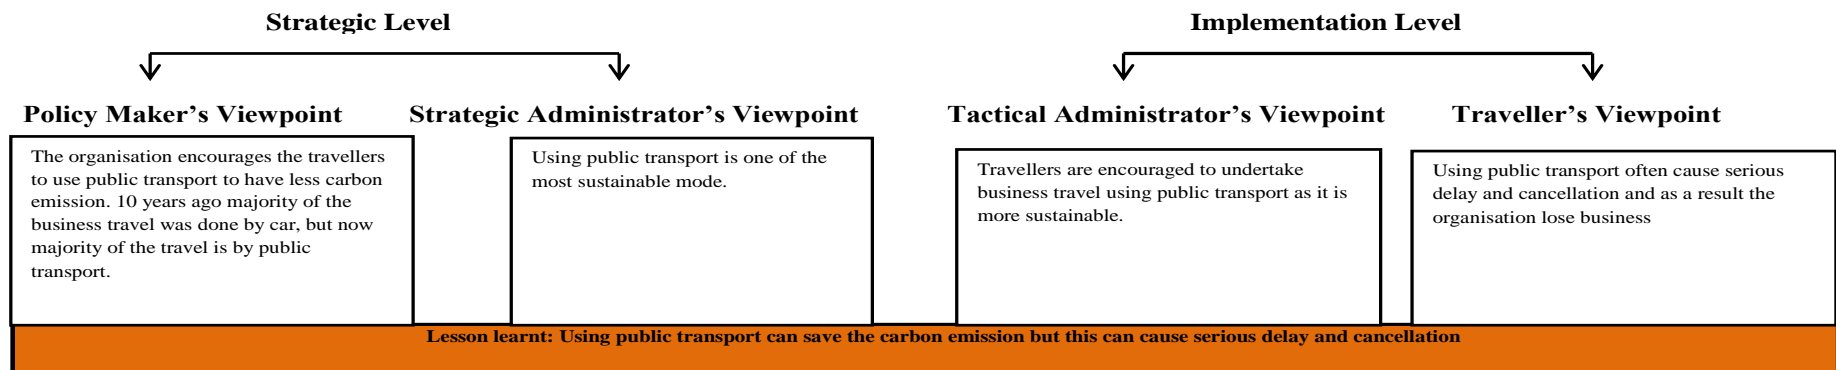 Strategic Level
Implementation Level
Policy Maker's Viewpoint
Strategic Administrator's Viewpoint
Tactical Administrator's Viewpoint
Traveller's Viewpoint
The organisation encourages the travellers
to use public transport to have less carbon
emission. 10 years ago majority of the
business travel was done by car, but now
majority of the travel is by public
transport.
Using public transport is one of the
most sustainable mode.
Travellers are encouraged to undertake
business travel using public transport as it is
more sustainable.
Using public transport often cause serious
delay and cancellation and as a result the
organisation lose business
Lesson learnt: Using public transport can save the carbon emission but this can cause serious delay and cancellation